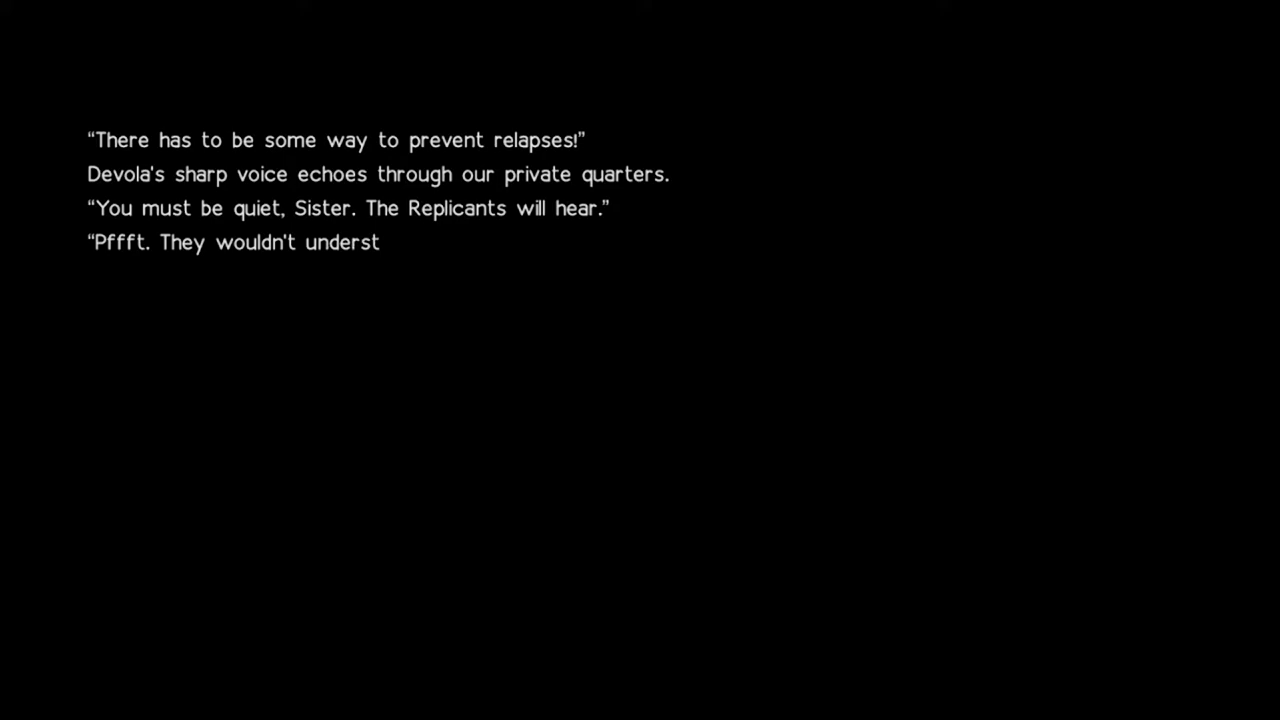 “There has to be some way to prevent relapses!”
Devola's sharp voice echoes through our private quarters.
“You must be quiet, Sister. The Replicants will hear.”
“Pffft. They wouldn't underst